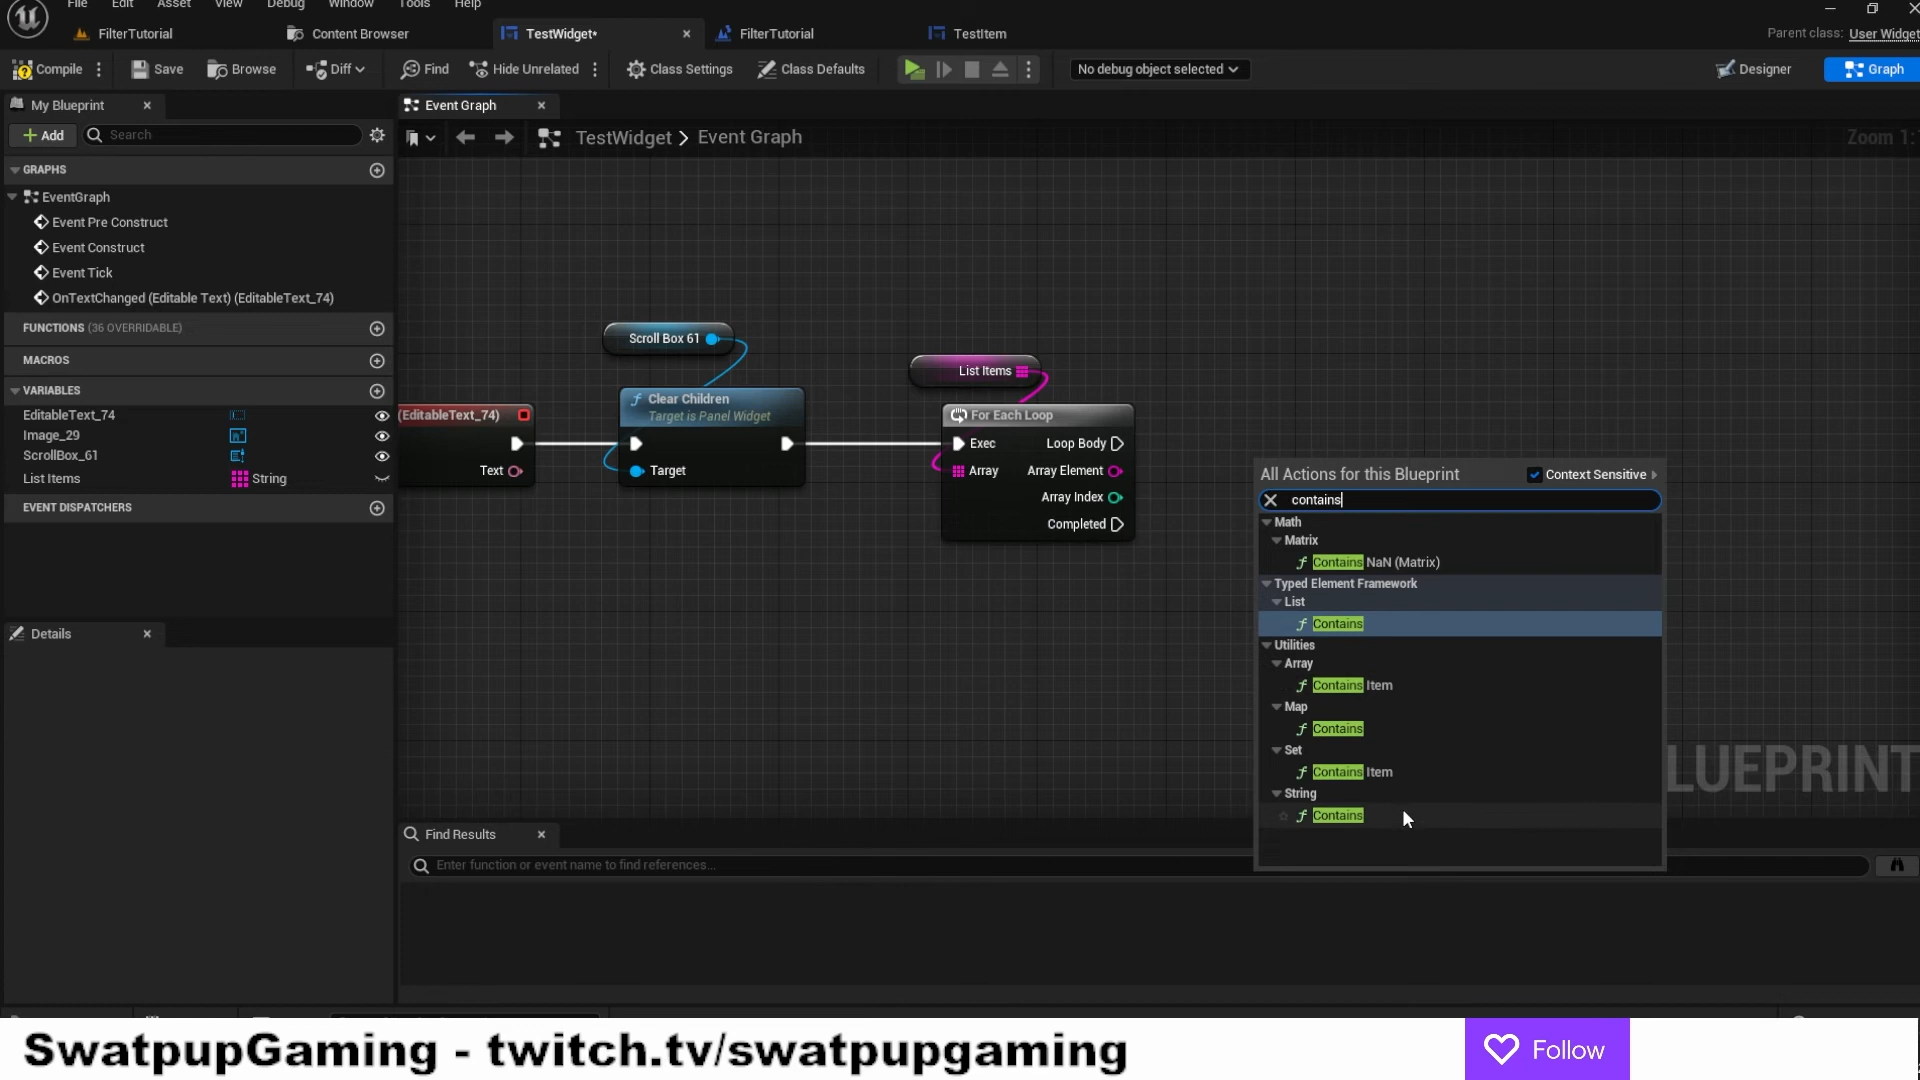 File Edit Asset View Debug Window Tools Help
FilterTutorial Content Browser TestWidget* FilterTutorial TestItem Parent class: User Widget
Compile Save Browse Diff Find Hide Unrelated Class Settings Class Defaults No debug object selected Designer Graph
My Blueprint Event Graph
Add Search TestWidget > Event Graph Zoom 1:
GRAPHS
EventGraph
Event Pre Construct
Event Construct
Event Tick
OnTextChanged (Editable Text) (EditableText_74)
FUNCTIONS (36 OVERRIDABLE)
MACROS
VARIABLES
EditableText_74
Image_29
ScrollBox_61
List Items String
EVENT DISPATCHERS
Details
(EditableText_74)
Text
Scroll Box 61
Clear Children
Target is Panel Widget
Target
List Items
For Each Loop
Exec Loop Body
Array Array Element
Array Index
Completed
All Actions for this Blueprint Context Sensitive
contains
Math
Matrix
Contains NaN (Matrix)
Typed Element Framework
List
Contains
Utilities
Array
Contains Item
Map
Contains
Set
Contains Item
String
Contains
LUEPRINT
Find Results
Enter function or event name to find references...
SwatpupGaming - twitch.tv/swatpupgaming Follow